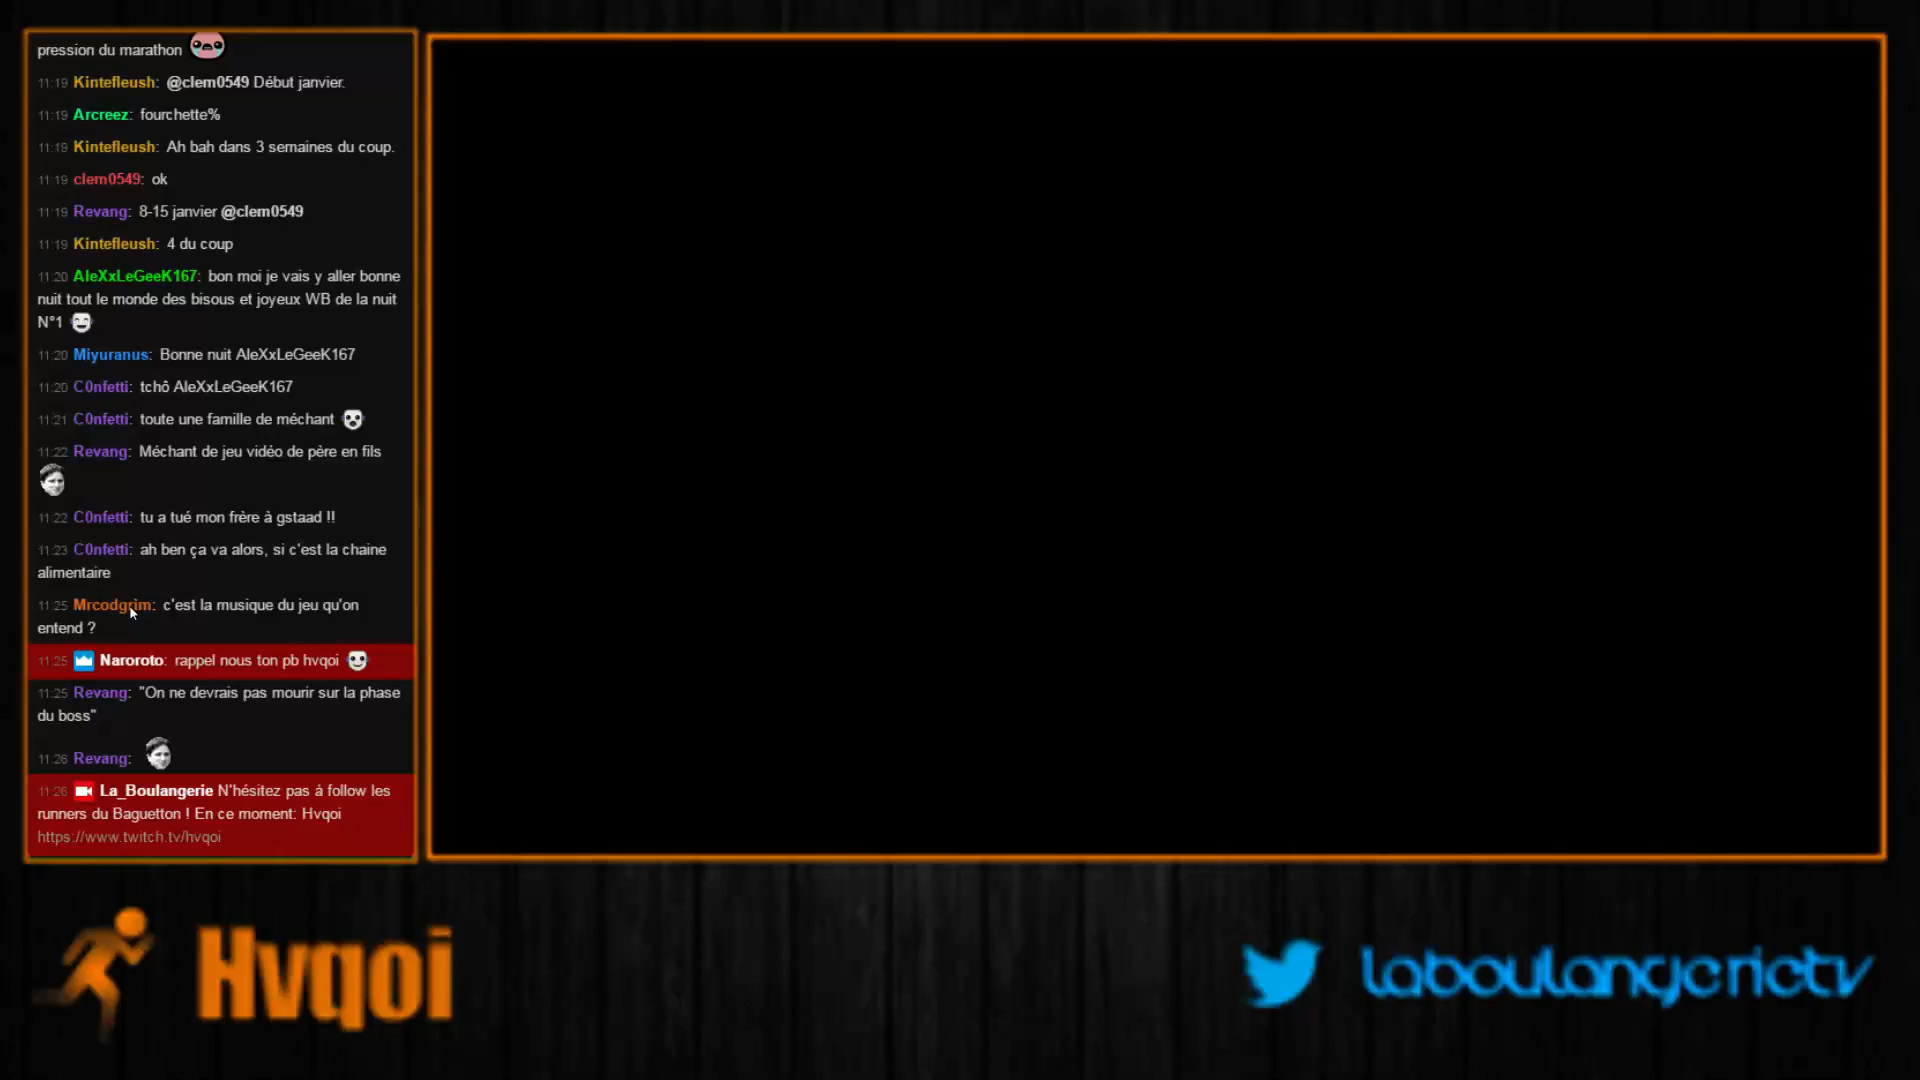 pression du marathon
11:19 Kintefleush: @clem0549 Début janvier.
11:19 Arcreez: fourchette%
11:19 Kintefleush: Ah bah dans 3 semaines du coup.
11:19 clem0549: ok
11:19 Revang: 8-15 janvier @clem0549
11:19 Kintefleush: 4 du coup
11:20 AleXxLeGeeK167: bon moi je vais y aller bonne
nuit tout le monde des bisous et joyeux WB de la nuit
N°1
11:20 Miyuranus: Bonne nuit AleXxLeGeeK167
11:20 C0nfetti: tchô AleXxLeGeeK167
11:21 C0nfetti: toute une famille de méchant
11:22 Revang: Méchant de jeu vidéo de père en fils
11:22 C0nfetti: tu a tué mon frère à gstaad !!
11:23 C0nfetti: ah ben ça va alors, si c'est la chaine
alimentaire
11:25 Mrcodgrim: c'est la musique du jeu qu'on
entend ?
11:25 Naroroto: rappel nous ton pb hvqoi
11:25 Revang: "On ne devrais pas mourir sur la phase
du boss"
11:26 Revang:
11:26 La_Boulangerie N'hésitez pas à follow les
runners du Baguetton ! En ce moment: Hvqoi
https://www.twitch.tv/hvqoi
Hvqoi
laboulangerietv